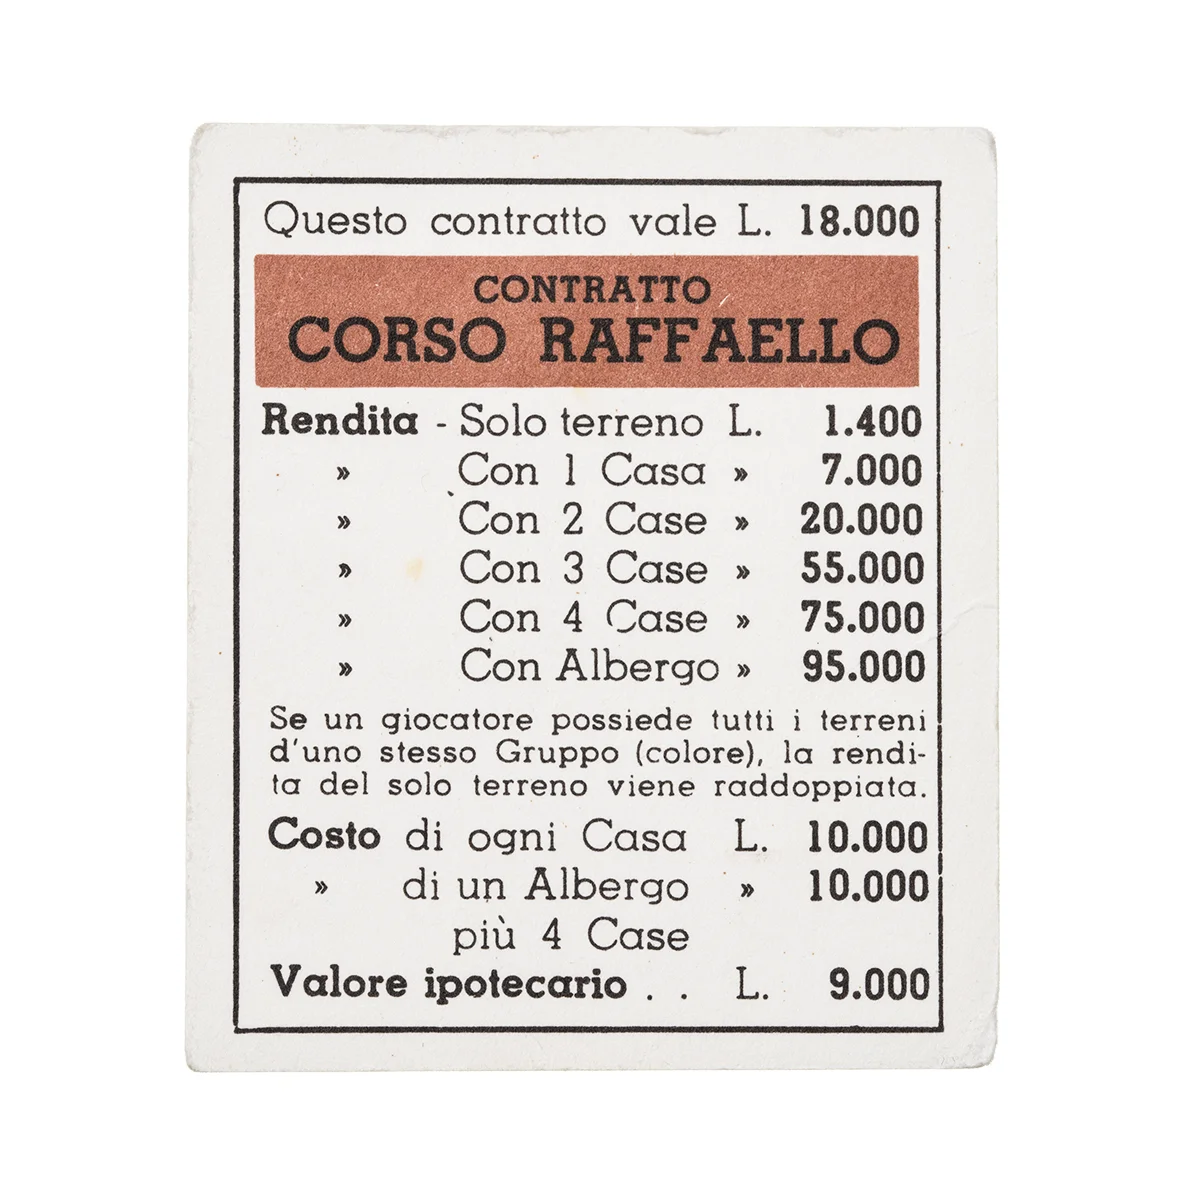 Questo contratto vale L. 18.000
CONTRATTO
CORSO RAFFAELLO
Rendita - Solo terreno L. 1.400
» Con 1 Casa » 7.000
» Con 2 Case » 20.000
» Con 3 Case » 55.000
» Con 4 Case » 75.000
» Con Albergo » 95.000
Se un giocatore possiede tutti i terreni
d'uno stesso Gruppo (colore), la rendi-
ta del solo terreno viene raddoppiata.
Costo di ogni Casa L. 10.000
» di un Albergo » 10.000
più 4 Case
Valore ipotecario . . L. 9.000